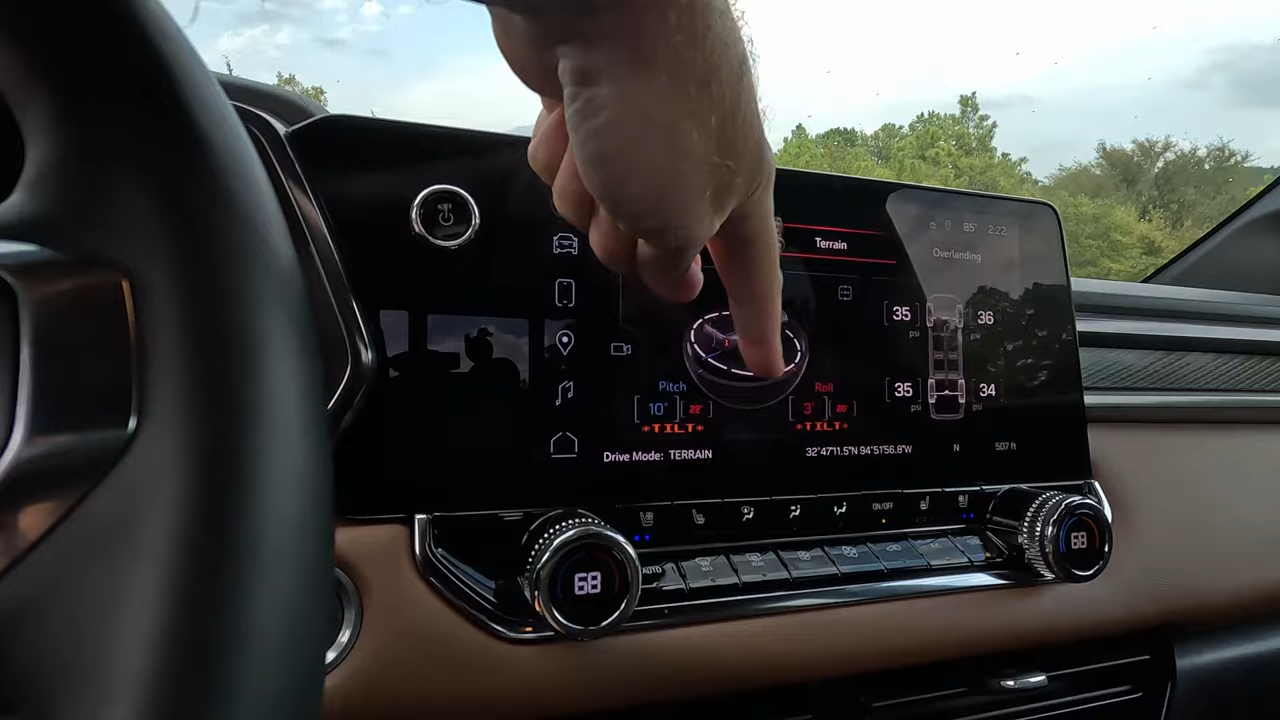 85° 2:22
Terrain
Overlanding
35 psi
36 psi
Pitch
Roll
10° 22°
3° 28°
*TILT*
*TILT*
35 psi
34 psi
Drive Mode: TERRAIN
32°47'11.5"N 94°51'56.8"W
N
507 ft
ON/OFF
AUTO
68
68